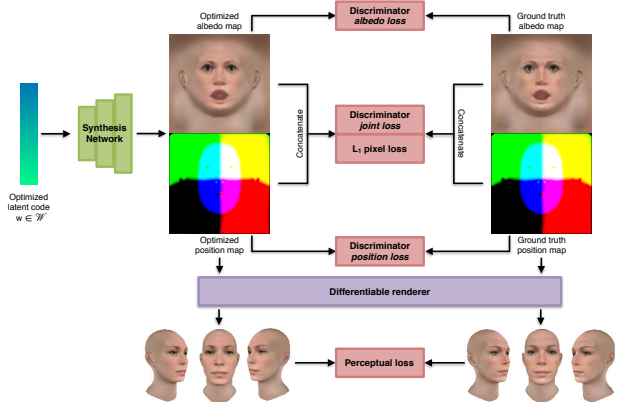 Optimized
albedo map
Discriminator
albedo loss
Ground truth
albedo map
Synthesis
Network
Concatenate
Discriminator
joint loss
L₁ pixel loss
Concatenate
Optimized
latent code
w ∈ 𝒲
Optimized
position map
Discriminator
position loss
Ground truth
position map
Differentiable renderer
Perceptual loss